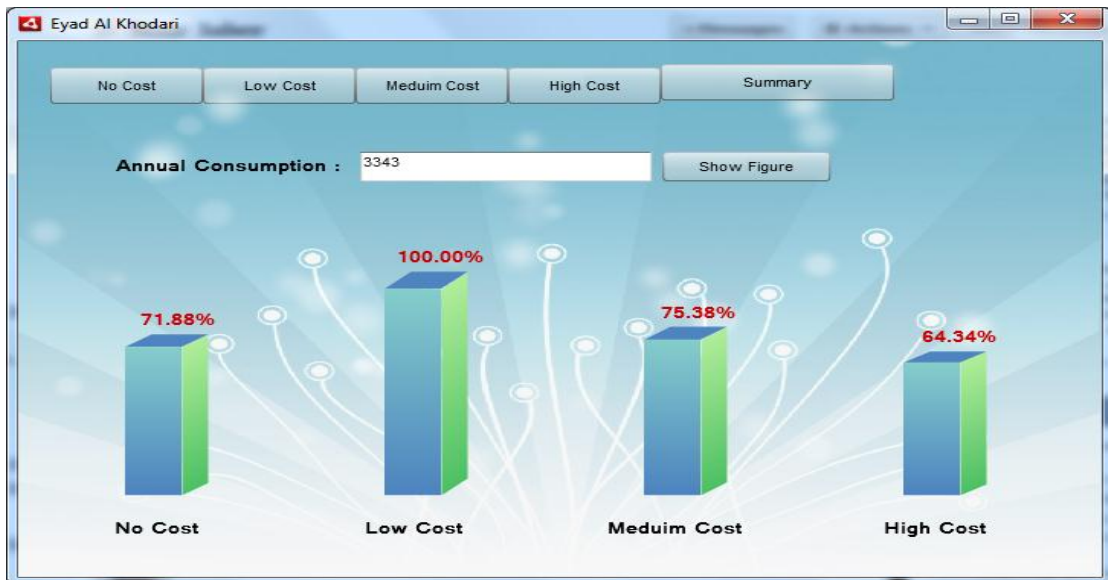 Eyad Al Khodari
No Cost Low Cost Meduim Cost High Cost Summary
Annual Consumption : 3343 Show Figure
100.00%
71.88% 75.38%
64.34%
No Cost Low Cost Meduim Cost High Cost